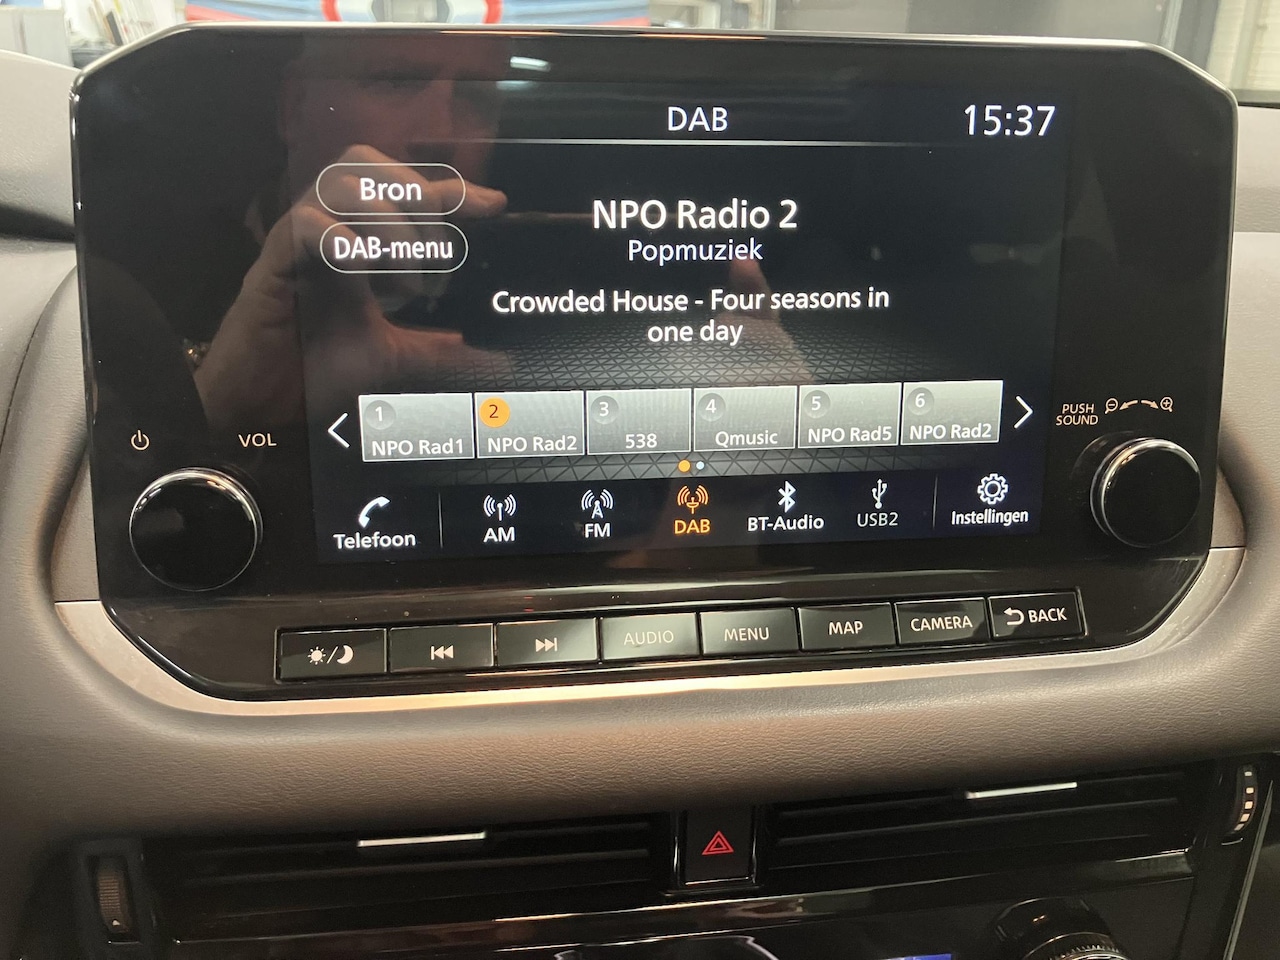 DAB
15:37
Bron
DAB-menu
NPO Radio 2
Popmuziek
Crowded House - Four seasons in
one day
1
NPO Rad1
2
NPO Rad2
3
538
4
Qmusic
5
NPO Rad5
6
NPO Rad2
VOL
PUSH
SOUND
Telefoon
AM
FM
DAB
BT-Audio
USB2
Instellingen
AUDIO
MENU
MAP
CAMERA
BACK